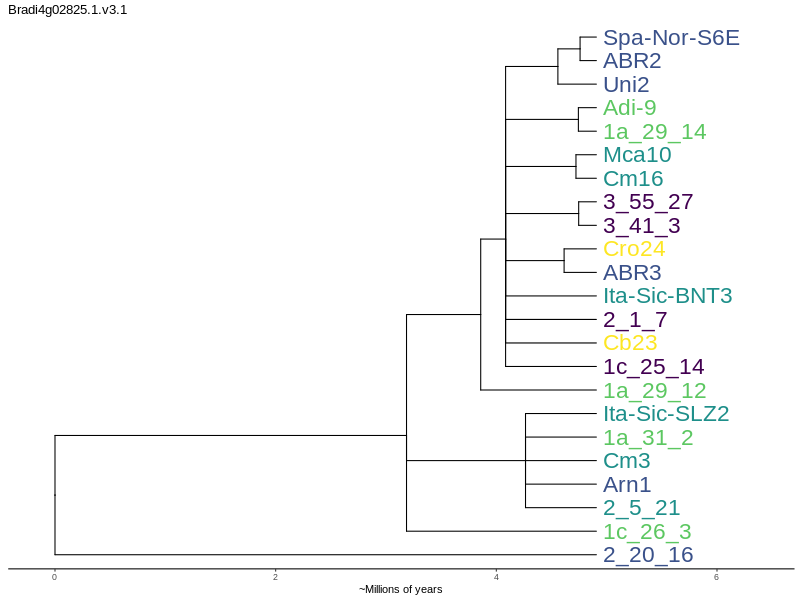 Bradi4g02825.1.v3.1
Spa-Nor-S6E
ABR2
Uni2
Adi-9
1a_29_14
Mca10
Cm16
3_55_27
3_41_3
Cro24
ABR3
Ita-Sic-BNT3
2_1_7
Cb23
1c_25_14
1a_29_12
Ita-Sic-SLZ2
1a_31_2
Cm3
Arn1
2_5_21
1c_26_3
2_20_16
0 2 4 6
~Millions of years